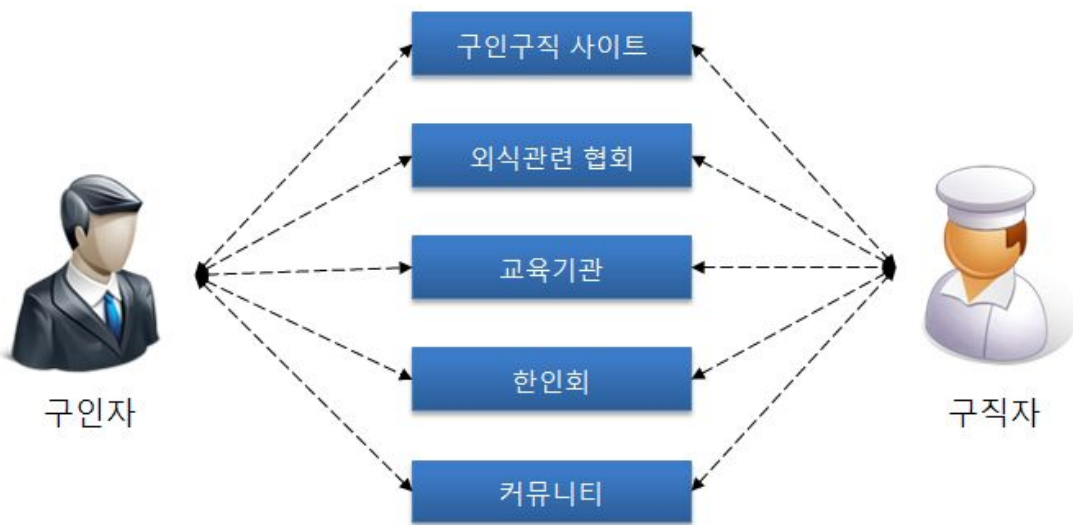 구인구직 사이트
외식관련 협회
교육기관
한인회
커뮤니티
구인자
구직자